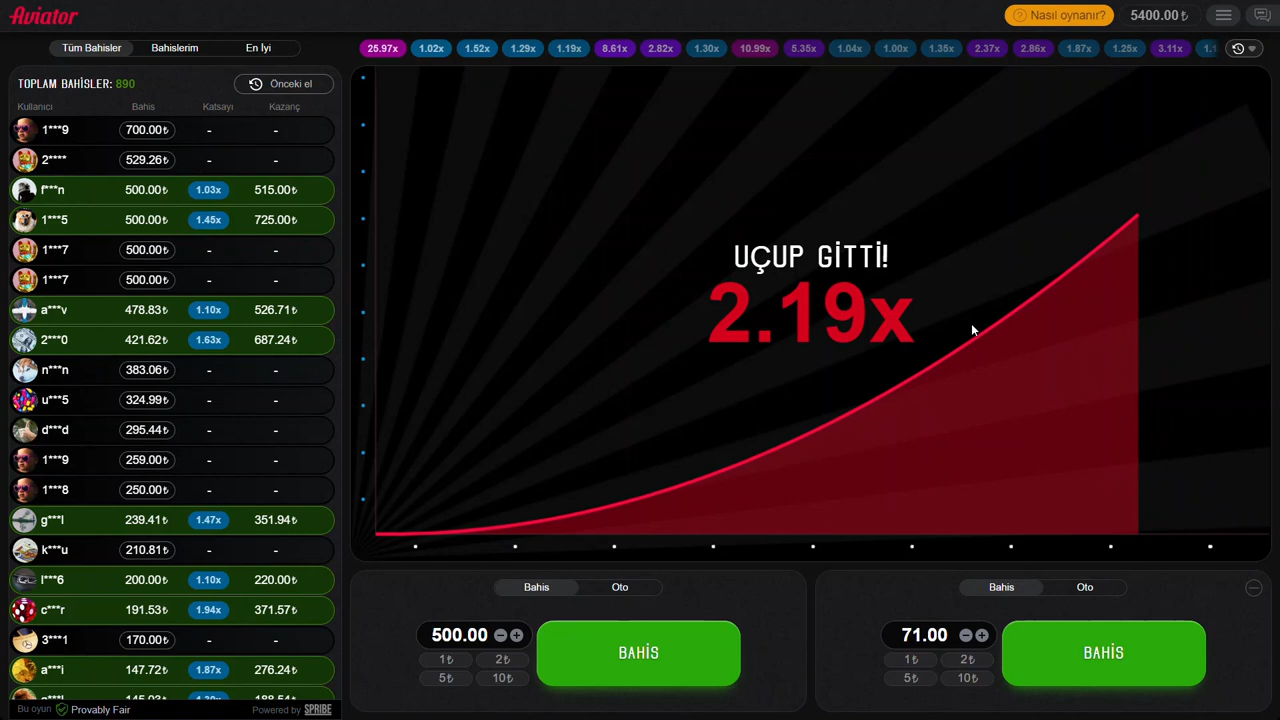 Aviator
Nasıl oynanır?
5400.00₺
Tüm Bahisler Bahislerim En İyi
25.97x 1.02x 1.52x 1.29x 1.19x 8.61x 2.82x 1.30x 10.99x 5.35x 1.04x 1.00x 1.35x 2.37x 2.86x 1.87x 1.25x 3.11x
TOPLAM BAHİSLER: 890
Önceki el
Kullanıcı Bahis Katsayı Kazanç
1***9 700.00₺ - -
2**** 529.26₺ - -
f***n 500.00₺ 1.03x 515.00₺
1***5 500.00₺ 1.45x 725.00₺
1***7 500.00₺ - -
1***7 500.00₺ - -
a***v 478.83₺ 1.10x 526.71₺
2***0 421.62₺ 1.63x 687.24₺
n***n 383.06₺ - -
u***5 324.99₺ - -
d***d 295.44₺ - -
1***9 259.00₺ - -
1***8 250.00₺ - -
g***l 239.41₺ 1.47x 351.94₺
k***u 210.81₺ - -
l***6 200.00₺ 1.10x 220.00₺
c***r 191.53₺ 1.94x 371.57₺
3***1 170.00₺ - -
a***i 147.72₺ 1.87x 276.24₺
Bu oyun Provably Fair Powered by SPRIBE
UÇUP GİTTİ!
2.19x
Bahis Oto
500.00
1₺ 2₺
5₺ 10₺
BAHİS
Bahis Oto
71.00
1₺ 2₺
5₺ 10₺
BAHİS